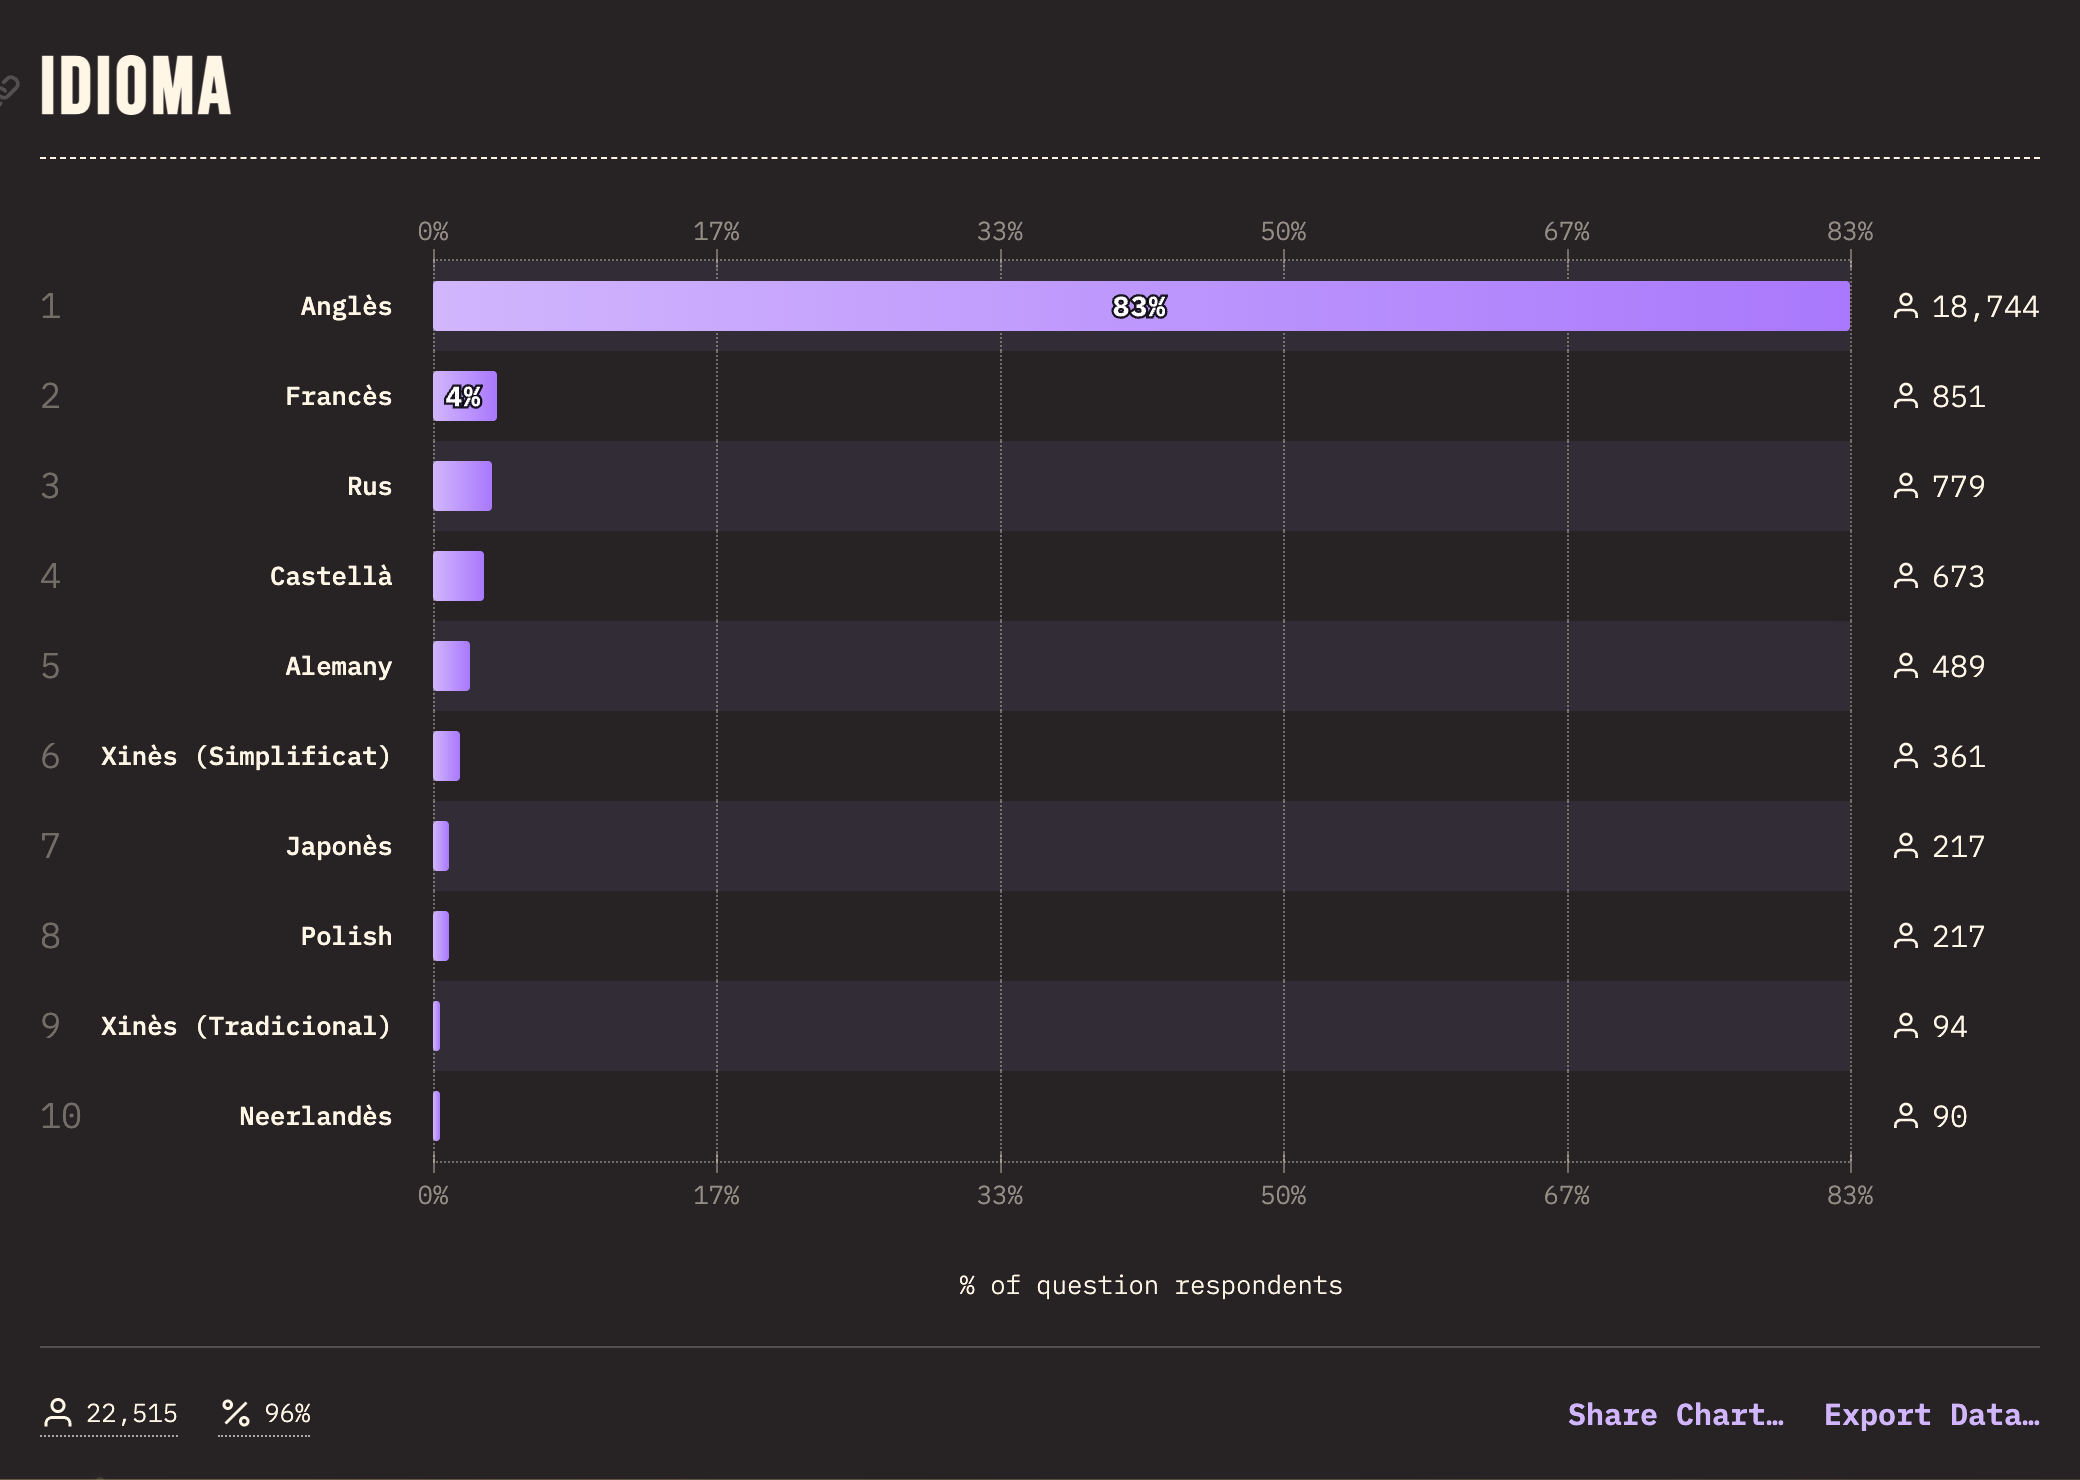 IDIOMA
0% 17% 33% 50% 67% 83%
1 Anglès 83% 18,744
2 Francès 4% 851
3 Rus 779
4 Castellà 673
5 Alemany 489
6 Xinès (Simplificat) 361
7 Japonès 217
8 Polish 217
9 Xinès (Tradicional) 94
10 Neerlandès 90
0% 17% 33% 50% 67% 83%
% of question respondents
22,515 96% Share Chart… Export Data…